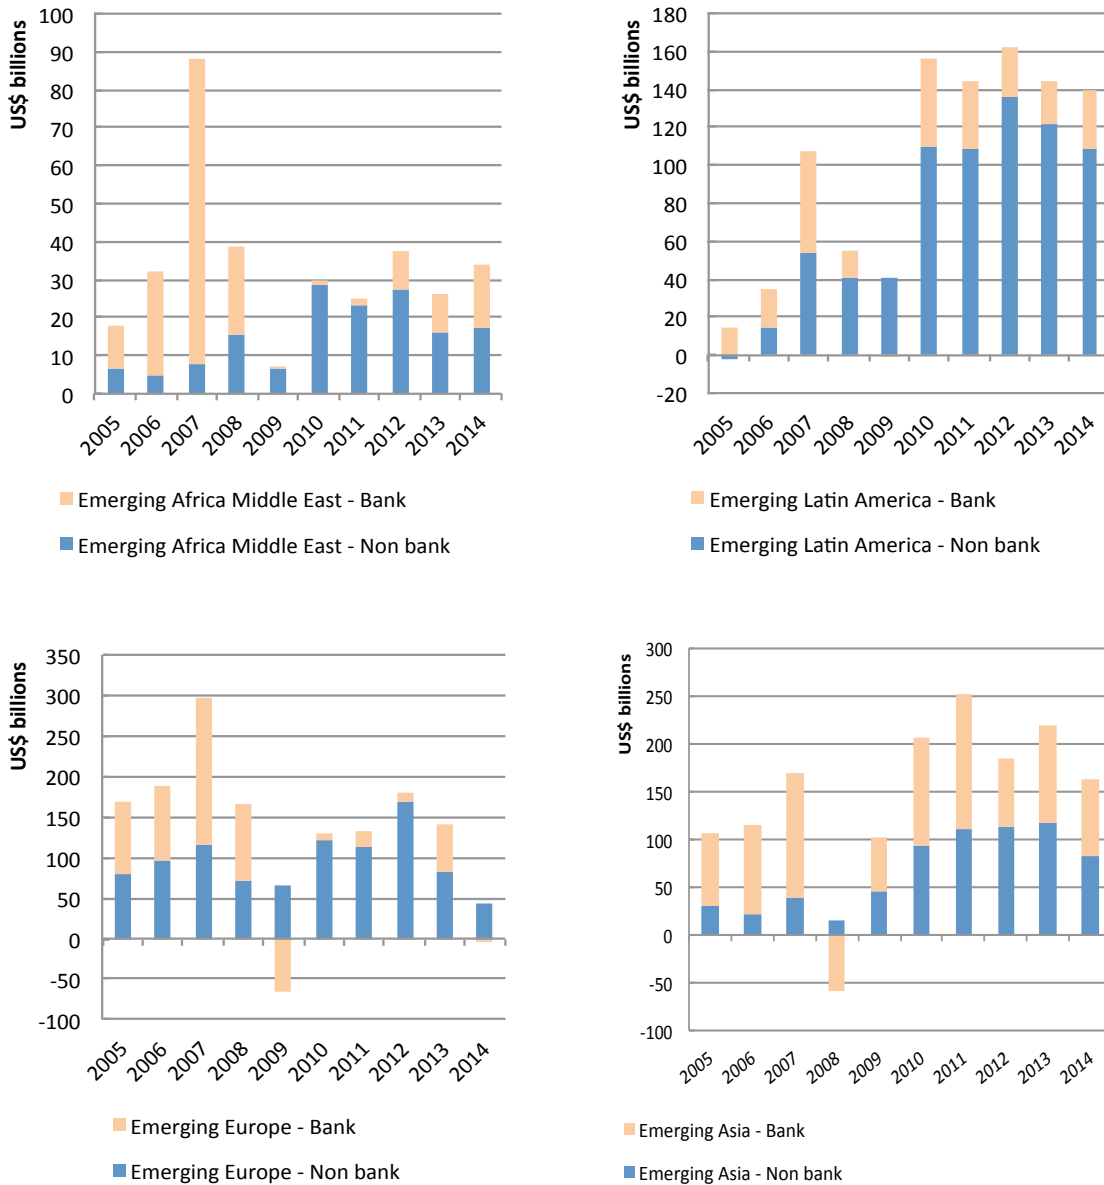 US$ billions
100
90
80
70
60
50
40
30
20
10
0
2005 2006 2007 2008 2009 2010 2011 2012 2013 2014
Emerging Africa Middle East - Bank
Emerging Africa Middle East - Non bank
US$ billions
180
160
140
120
100
80
60
40
20
0
-20
2005 2006 2007 2008 2009 2010 2011 2012 2013 2014
Emerging Latin America - Bank
Emerging Latin America - Non bank
US$ billions
350
300
250
200
150
100
50
0
-50
-100
2005 2006 2007 2008 2009 2010 2011 2012 2013 2014
Emerging Europe - Bank
Emerging Europe - Non bank
US$ billions
300
250
200
150
100
50
0
-50
-100
2005 2006 2007 2008 2009 2010 2011 2012 2013 2014
Emerging Asia - Bank
Emerging Asia - Non bank